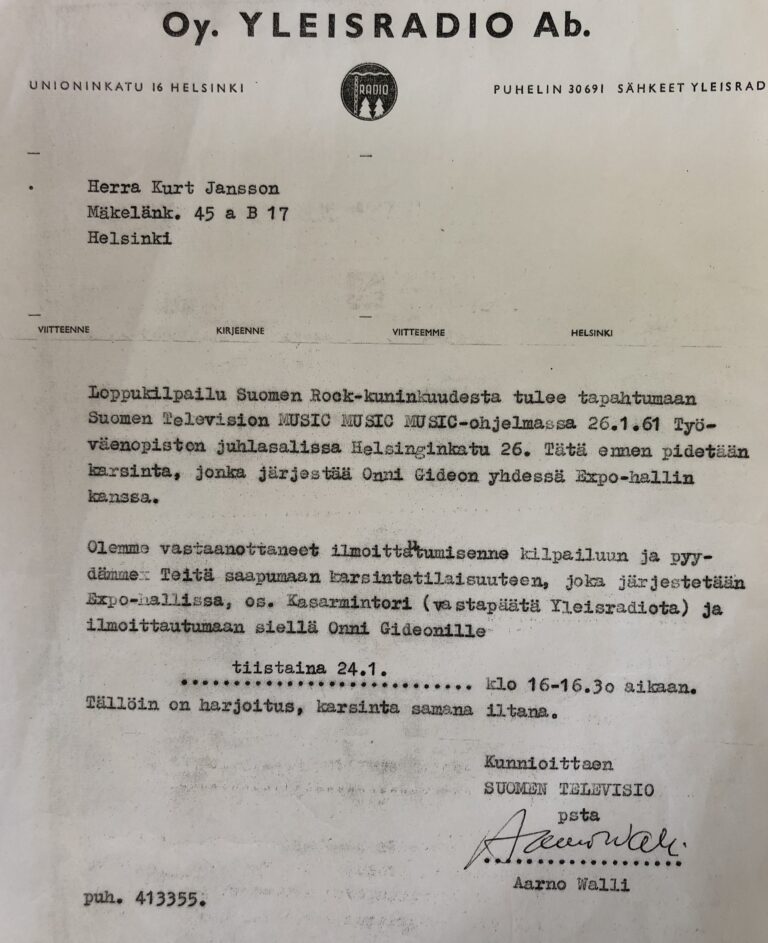 Oy. YLEISRADIO Ab.
UNIONINKATU 16 HELSINKI
RADIO
PUHELIN 30691 SÄHKEET YLEISRAD
Herra Kurt Jansson
Mäkelänk. 45 a B 17
Helsinki
VIITTEENNE KIRJEENNE VIITTEEMME HELSINKI
Loppukilpailu Suomen Rock-kuninkuudesta tulee tapahtumaan
Suomen Television MUSIC MUSIC MUSIC-ohjelmassa 26.1.61 Työ-
väenopiston juhlasalissa Helsinginkatu 26. Tätä ennen pidetään
karsinta, jonka järjestää Onni Gideon yhdessä Expo-hallin
kanssa.
Olemme vastaanottaneet ilmoittautumisenne kilpailuun ja pyy-
dämme Teitä saapumaan karsintatilaisuuteen, joka järjestetään
Expo-hallissa, os. Kasarmintori (vastapäätä Yleisradiota) ja
ilmoittautumaan siellä Onni Gideonille
tiistaina 24.1.
.............................. klo 16-16.3o aikaan.
Tällöin on harjoitus, karsinta samana iltana.
Kunnioittaen
SUOMEN TELEVISIO
psta
Aarno Walli
Aarno Walli
puh. 413355.